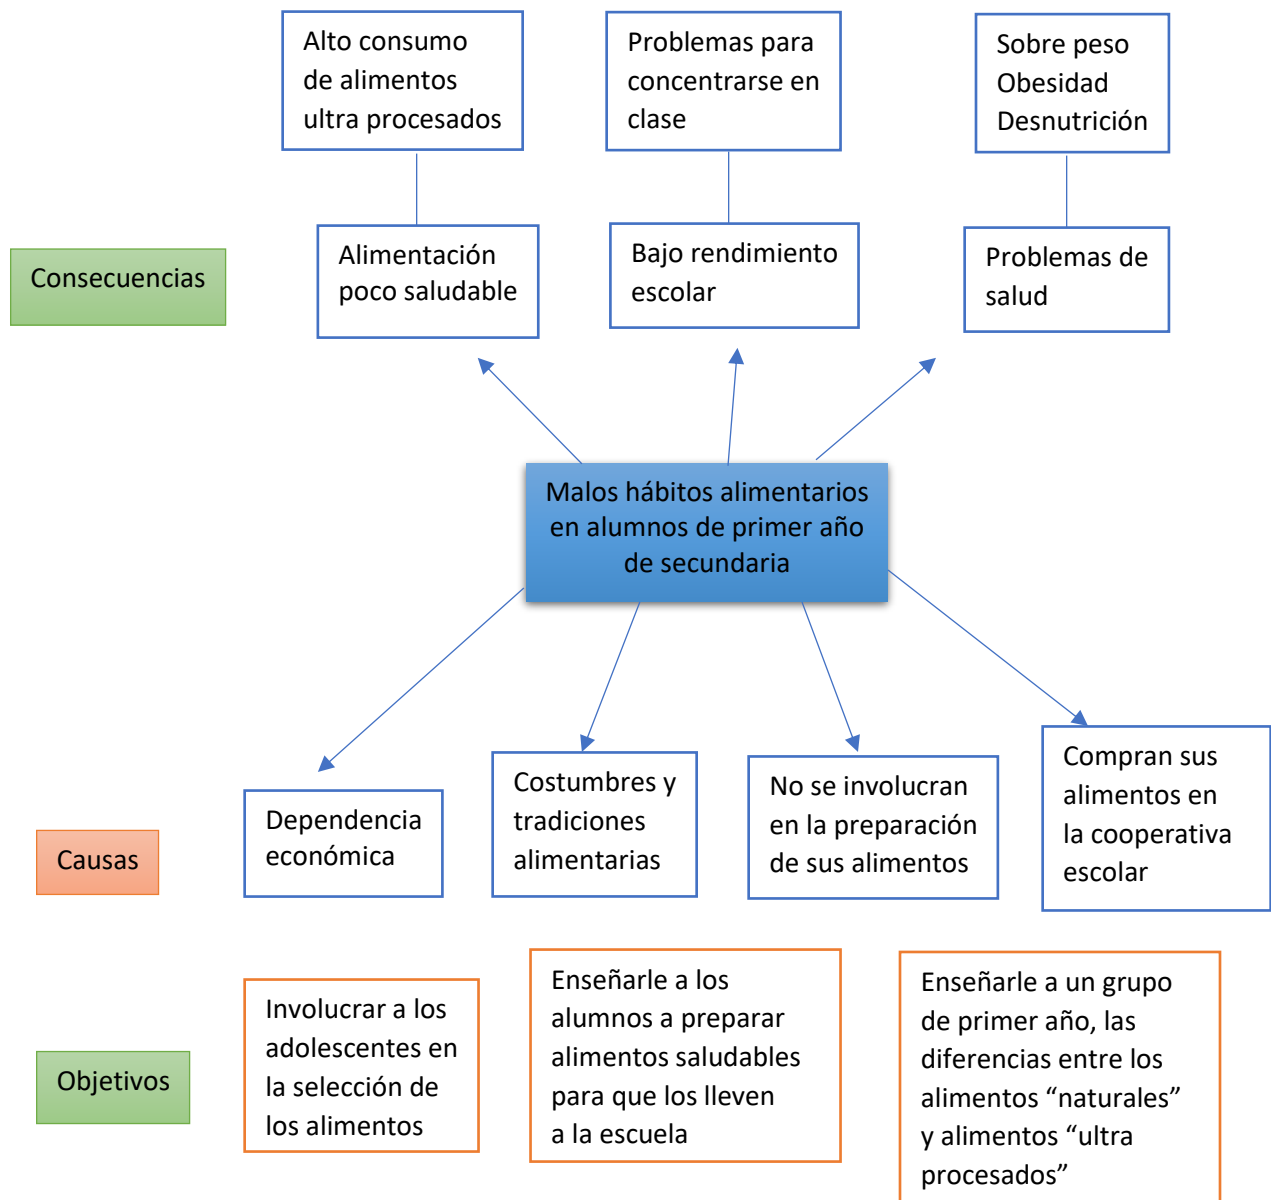 Alto consumo
de alimentos
ultra procesados
Problemas para
concentrarse en
clase
Sobre peso
Obesidad
Desnutrición
Consecuencias
Alimentación
poco saludable
Bajo rendimiento
escolar
Problemas de
salud
Malos hábitos alimentarios
en alumnos de primer año
de secundaria
Causas
Dependencia
económica
Costumbres y
tradiciones
alimentarias
No se involucran
en la preparación
de sus alimentos
Compran sus
alimentos en
la cooperativa
escolar
Objetivos
Involucrar a los
adolescentes en
la selección de
los alimentos
Enseñarle a los
alumnos a preparar
alimentos saludables
para que los lleven
a la escuela
Enseñarle a un grupo
de primer año, las
diferencias entre los
alimentos “naturales”
y alimentos “ultra
procesados”